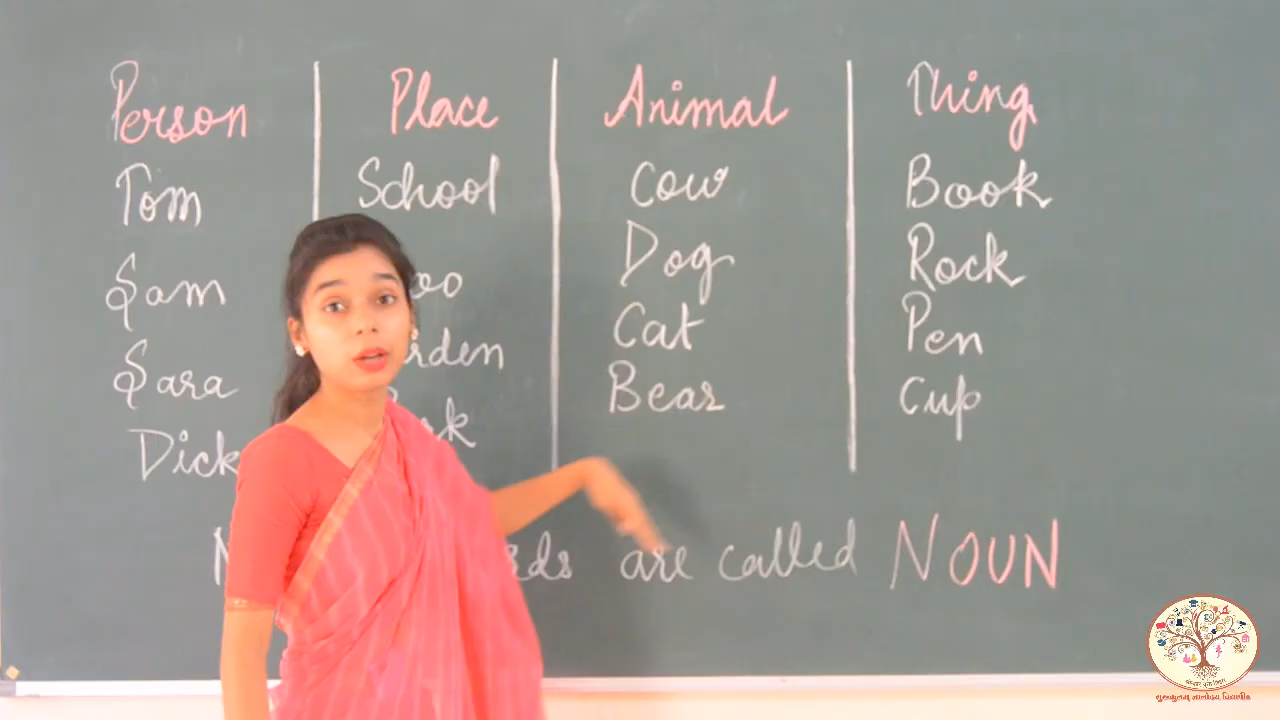 Person Place Animal Thing
Tom School Cow Book
Sam Dog Rock
Sara Cat Pen
Dick Bear Cup
are called NOUN